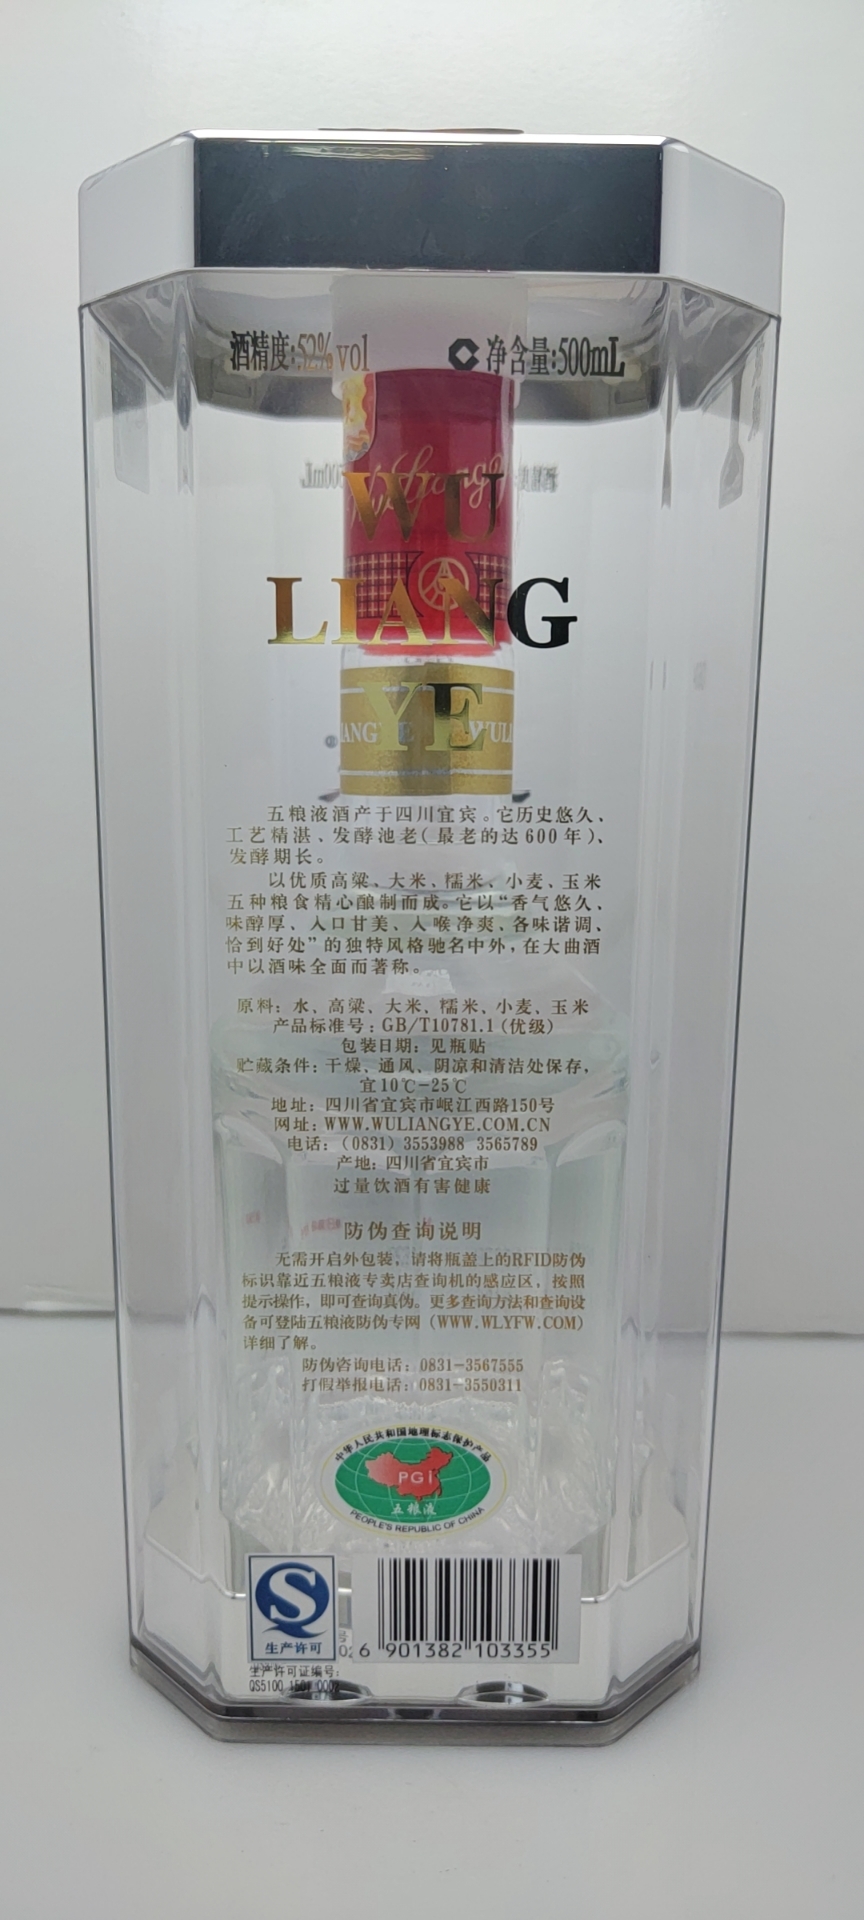 酒精度:52%vol
净含量:500mL
WU
LIANG
YE
五粮液酒产于四川宜宾。它历史悠久、
工艺精湛、发酵池老(最老的达600年)、
发酵期长。
以优质高粱、大米、糯米、小麦、玉米
五种粮食精心酿制而成。它以“香气悠久、
味醇厚、入口甘美、入喉净爽、各味谐调、
恰到好处”的独特风格驰名中外,在大曲酒
中以酒味全面而著称。
原料:水、高粱、大米、糯米、小麦、玉米
产品标准号:GB/T10781.1(优级)
包装日期:见瓶贴
贮藏条件:干燥、通风、阴凉和清洁处保存,
宜10℃-25℃
地址:四川省宜宾市岷江西路150号
网址:WWW.WULIANGYE.COM.CN
电话:(0831) 3553988 3565789
产地:四川省宜宾市
过量饮酒有害健康
防伪查询说明
无需开启外包装,请将瓶盖上的RFID防伪
标识靠近五粮液专卖店查询机的感应区,按照
提示操作,即可查询真伪。更多查询方法和查询设
备可登陆五粮液防伪专网(WWW.WLYFW.COM)
详细了解。
防伪咨询电话:0831-3567555
打假举报电话:0831-3550311
中华人民共和国地理标志保护产品
PGI
五粮液
PEOPLE'S REPUBLIC OF CHINA
生产许可
6 901382 103355
生产许可证编号:
QS5100 1501 0002